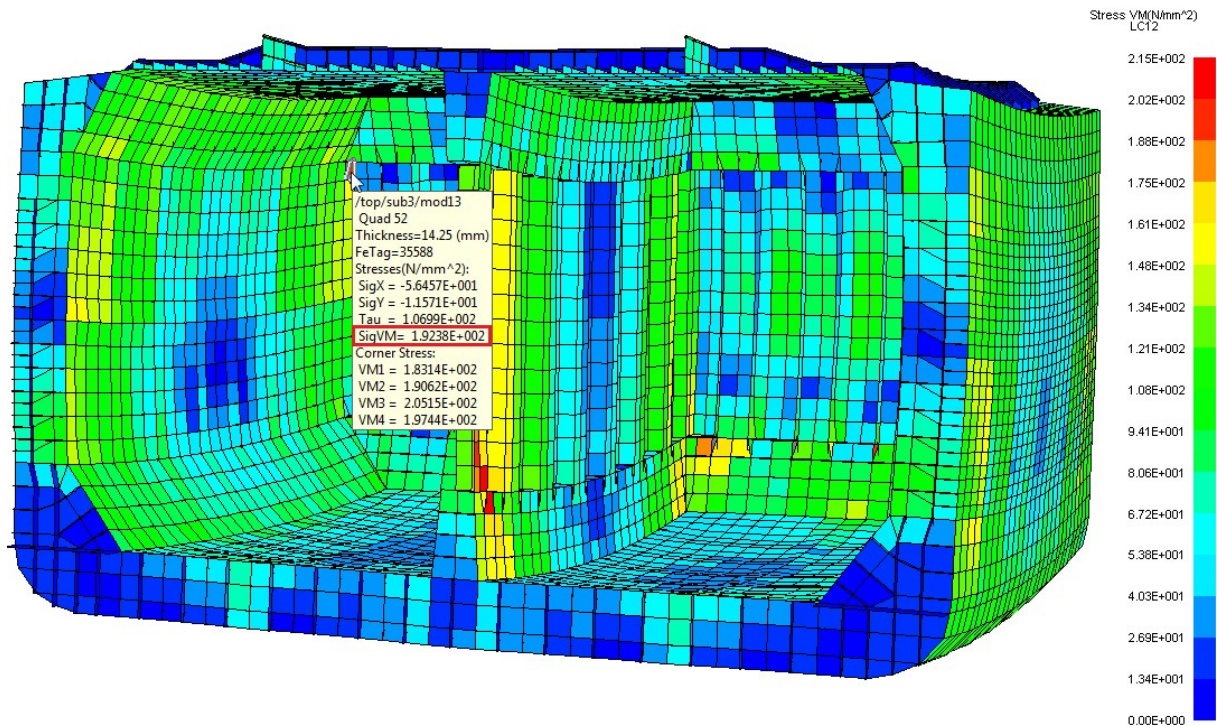 Stress VM(N/mm^2)
LC12
2.15E+002
2.02E+002
1.88E+002
1.75E+002
1.61E+002
1.48E+002
1.34E+002
1.21E+002
1.08E+002
9.41E+001
8.06E+001
6.72E+001
5.38E+001
4.03E+001
2.69E+001
1.34E+001
0.00E+000
/top/sub3/mod13
Quad 52
Thickness=14.25 (mm)
FeTag=35588
Stresses(N/mm^2):
SigX = -5.6457E+001
SigY = -1.1571E+001
Tau = 1.0699E+002
SigVM= 1.9238E+002
Corner Stress:
VM1 = 1.8314E+002
VM2 = 1.9062E+002
VM3 = 2.0515E+002
VM4 = 1.9744E+002